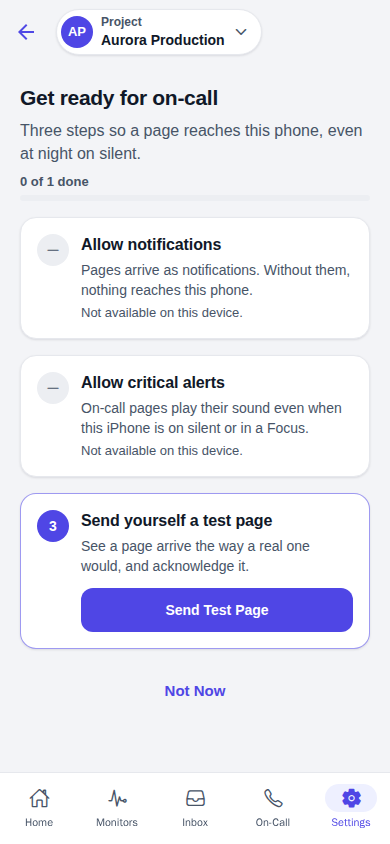 AP
Project
Aurora Production
Get ready for on-call
Three steps so a page reaches this phone, even
at night on silent.
0 of 1 done
Allow notifications
Pages arrive as notifications. Without them,
nothing reaches this phone.
Not available on this device.
Allow critical alerts
On-call pages play their sound even when
this iPhone is on silent or in a Focus.
Not available on this device.
3
Send yourself a test page
See a page arrive the way a real one
would, and acknowledge it.
Send Test Page
Not Now
Home
Monitors
Inbox
On-Call
Settings